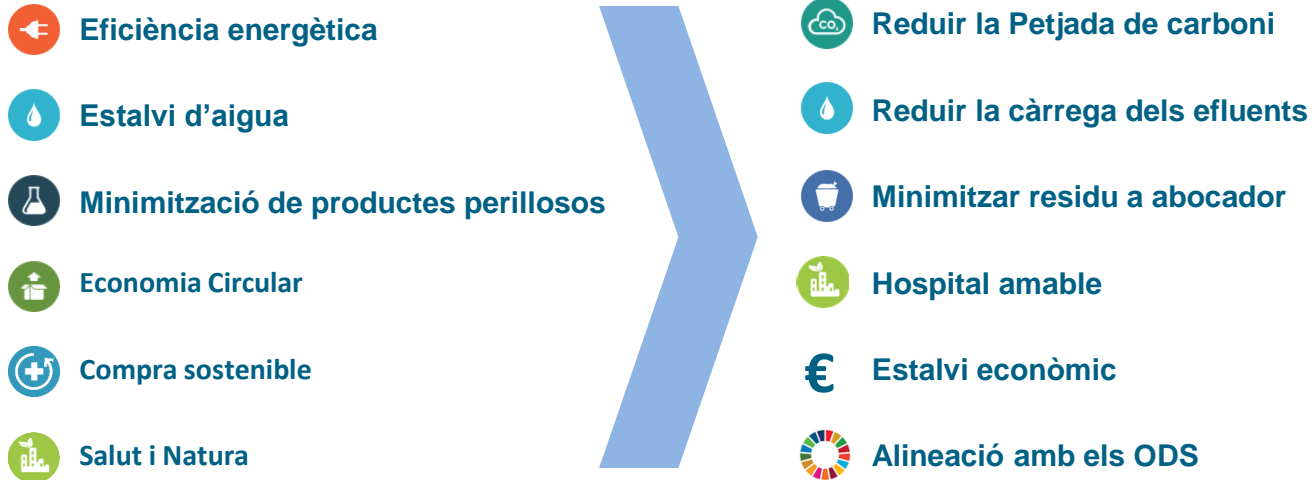 Eficiència energètica
Estalvi d’aigua
Minimització de productes perillosos
Economia Circular
Compra sostenible
Salut i Natura
CO₂
Reduir la Petjada de carboni
Reduir la càrrega dels efluents
Minimitzar residu a abocador
Hospital amable
€
Estalvi econòmic
Alineació amb els ODS